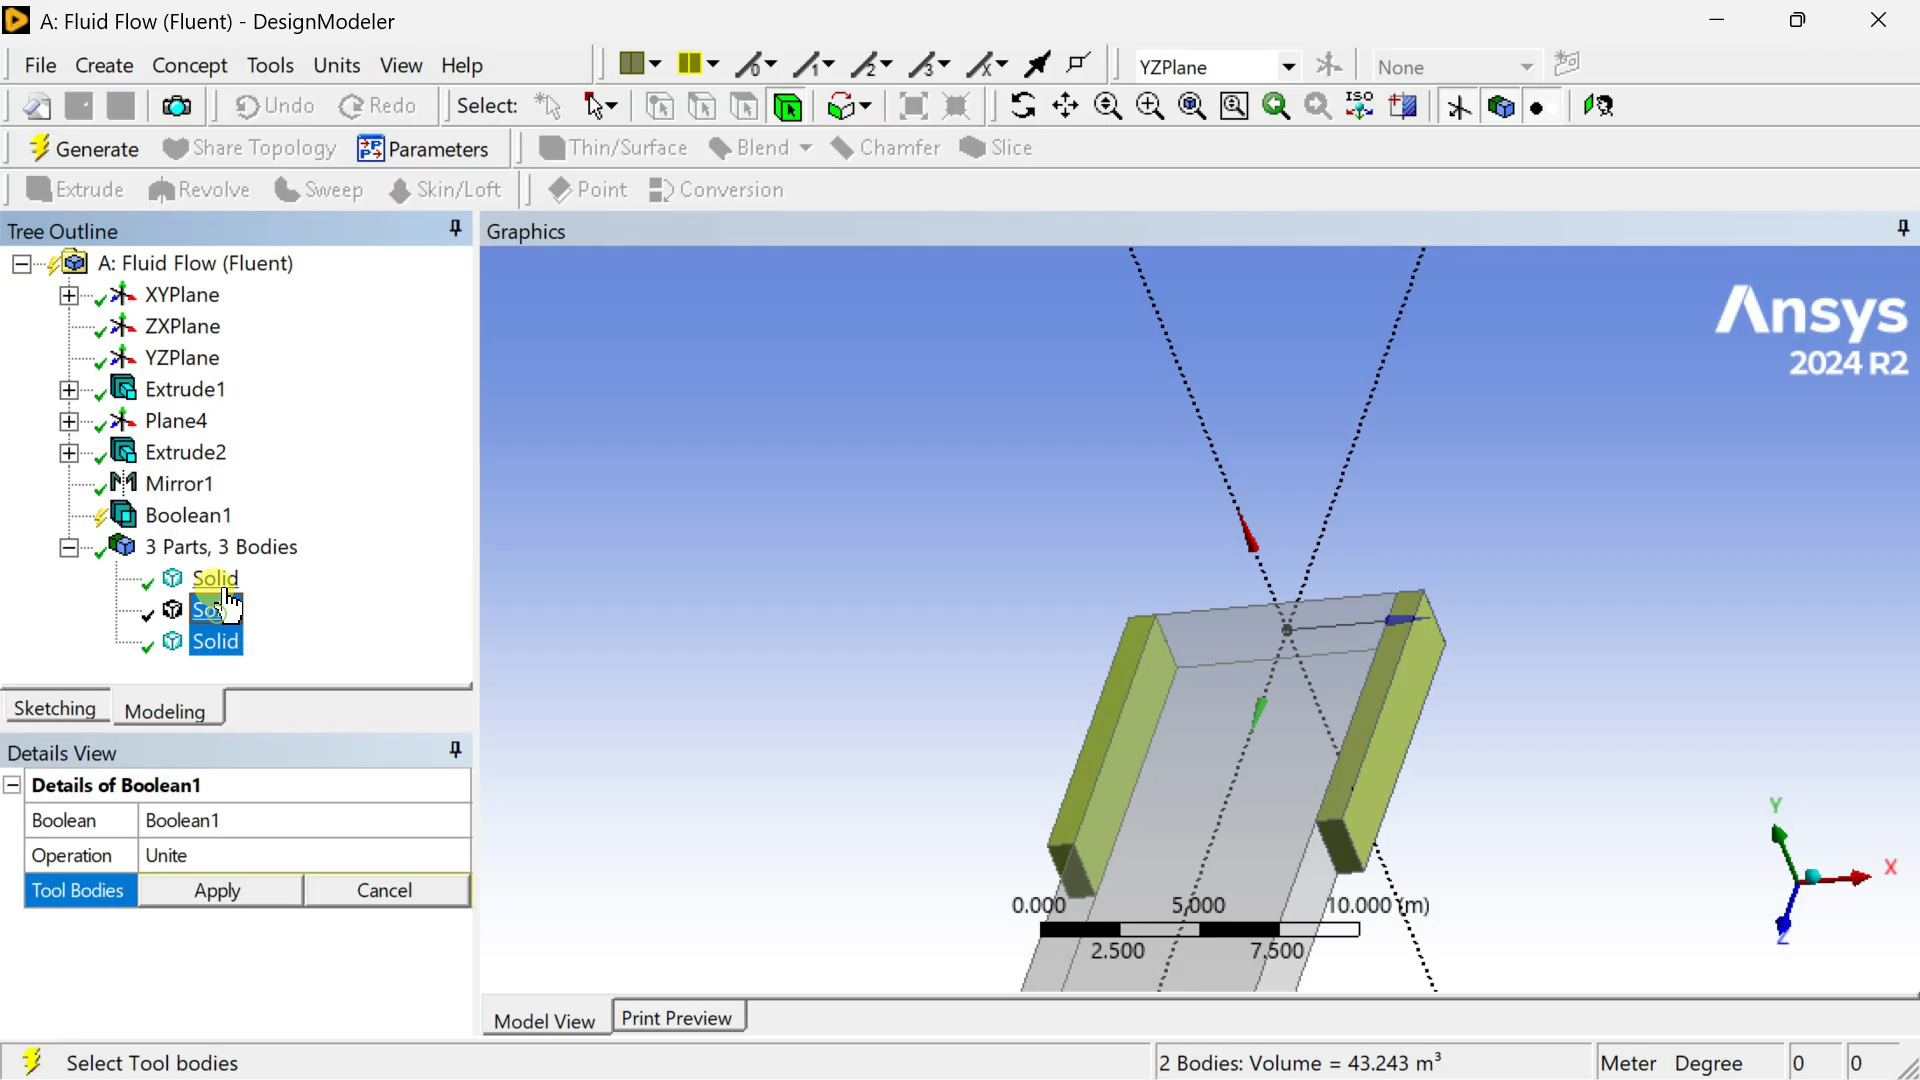 A: Fluid Flow (Fluent) - DesignModeler
File Create Concept Tools Units View Help
YZPlane
None
Undo Redo Select: ISO
Generate Share Topology Parameters Thin/Surface Blend Chamfer Slice
Extrude Revolve Sweep Skin/Loft Point Conversion
Tree Outline
Graphics
A: Fluid Flow (Fluent)
XYPlane
ZXPlane
YZPlane
Extrude1
Plane4
Extrude2
Mirror1
Boolean1
3 Parts, 3 Bodies
Solid
Solid
Ansys
2024 R2
0.000 5.000 10.000 (m)
2.500 7.500
Y
X
Z
Sketching Modeling
Details View
Details of Boolean1
Boolean Boolean1
Operation Unite
Tool Bodies Apply Cancel
Model View Print Preview
Select Tool bodies
2 Bodies: Volume = 43.243 m³
Meter Degree 0 0